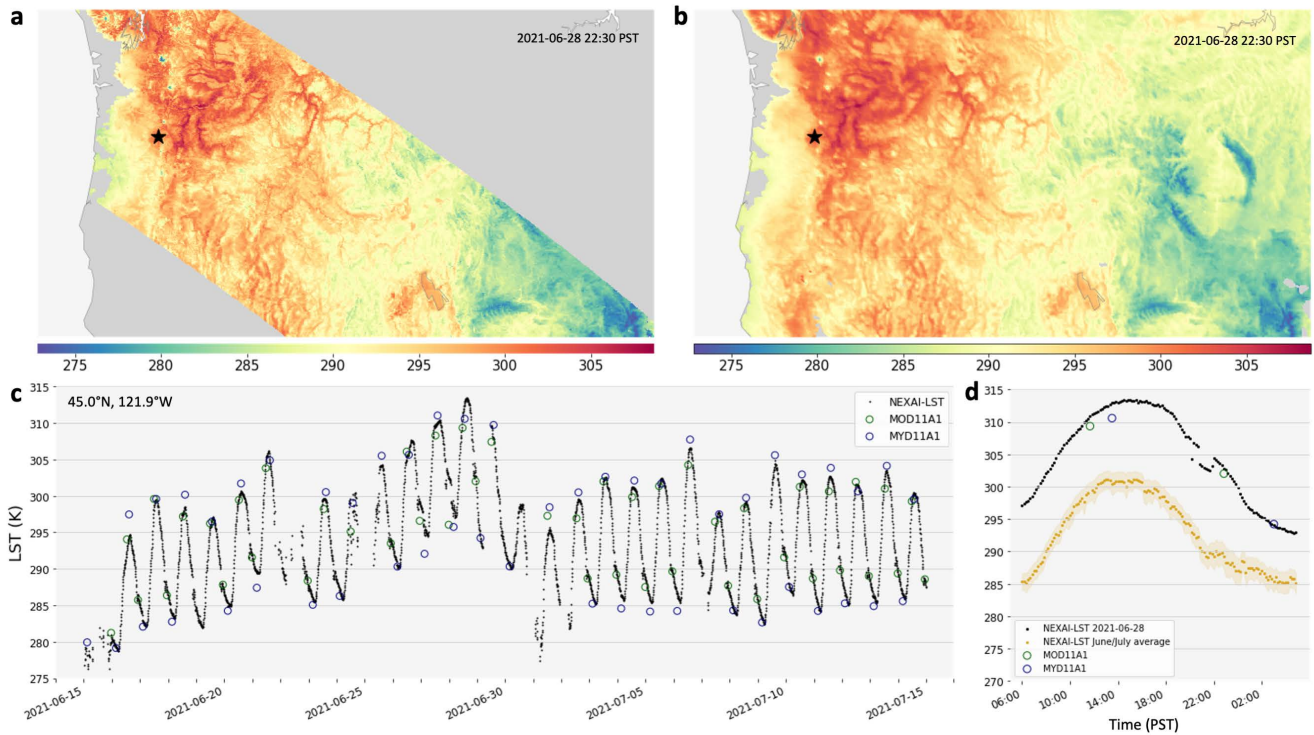 a
2021-06-28 22:30 PST
275 280 285 290 295 300 305
b
2021-06-28 22:30 PST
275 280 285 290 295 300 305
c
45.0°N, 121.9°W
NEXAI-LST
MOD11A1
MYD11A1
LST (K)
315
310
305
300
295
290
285
280
275
2021-06-15 2021-06-20 2021-06-25 2021-06-30 2021-07-05 2021-07-10 2021-07-15
d
315
310
305
300
295
290
285
280
275
270
NEXAI-LST 2021-06-28
NEXAI-LST June/July average
MOD11A1
MYD11A1
06:00 10:00 14:00 18:00 22:00 02:00
Time (PST)